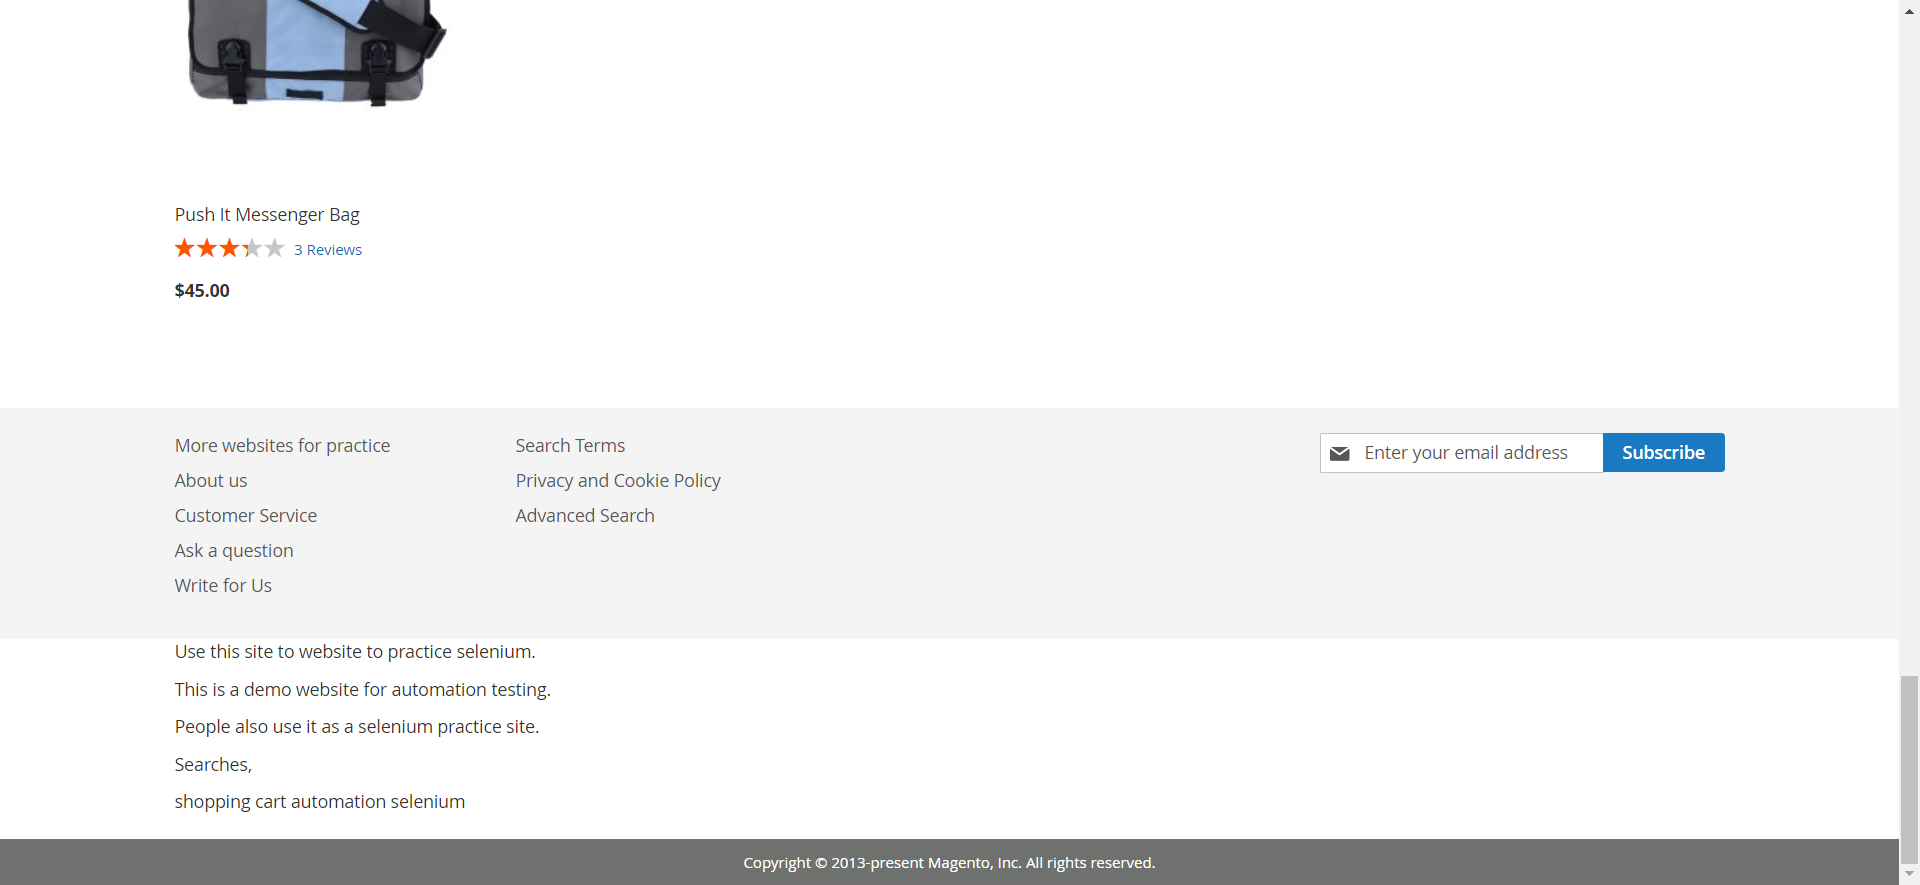 Push It Messenger Bag
3 Reviews
$45.00
More websites for practice
About us
Customer Service
Ask a question
Write for Us
Search Terms
Privacy and Cookie Policy
Advanced Search
Enter your email address
Subscribe
Use this site to website to practice selenium.
This is a demo website for automation testing.
People also use it as a selenium practice site.
Searches,
shopping cart automation selenium
Copyright © 2013-present Magento, Inc. All rights reserved.